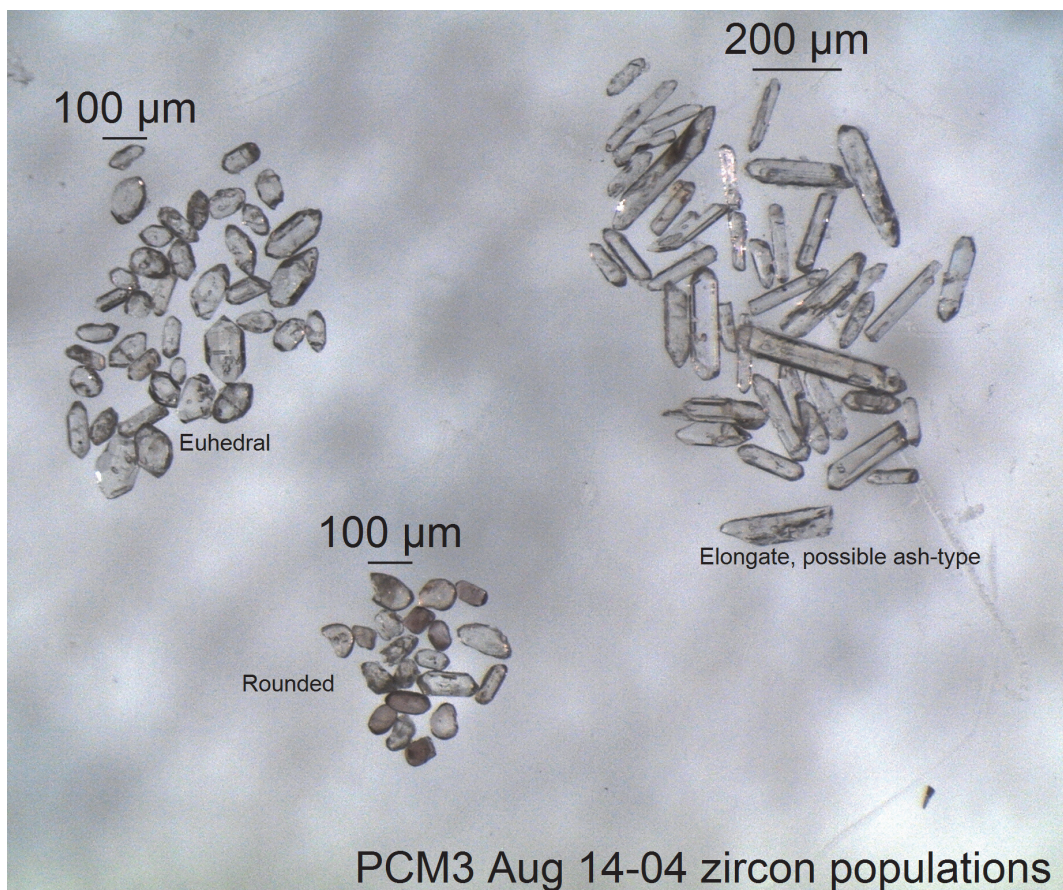 200 µm
100 µm
Euhedral
Elongate, possible ash-type
100 µm
Rounded
PCM3 Aug 14-04 zircon populations